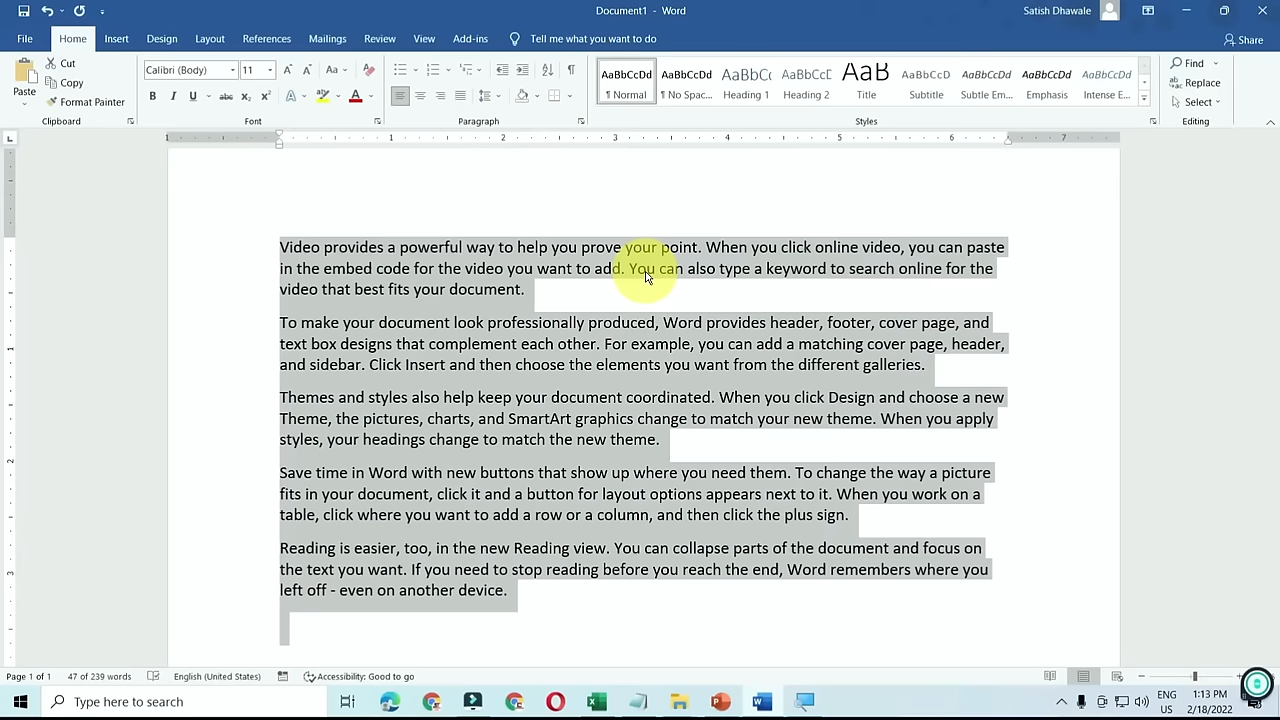 Document1 - Word
Satish Dhawale
File Home Insert Design Layout References Mailings Review View Add-ins Tell me what you want to do Share
Paste
Cut
Copy
Format Painter
Clipboard
Calibri (Body) 11
Font
Paragraph
AaBbCcDd AaBbCcDd AaBbCc AaBbCcD AaB AaBbCcD AaBbCcDd AaBbCcDd AaBbCcDd
¶ Normal ¶ No Spac... Heading 1 Heading 2 Title Subtitle Subtle Em... Emphasis Intense E...
Styles
Find
Replace
Select
Editing
1 1 2 3 4 5 6 7
Video provides a powerful way to help you prove your point. When you click online video, you can paste
in the embed code for the video you want to add. You can also type a keyword to search online for the
video that best fits your document.
To make your document look professionally produced, Word provides header, footer, cover page, and
text box designs that complement each other. For example, you can add a matching cover page, header,
and sidebar. Click Insert and then choose the elements you want from the different galleries.
Themes and styles also help keep your document coordinated. When you click Design and choose a new
Theme, the pictures, charts, and SmartArt graphics change to match your new theme. When you apply
styles, your headings change to match the new theme.
Save time in Word with new buttons that show up where you need them. To change the way a picture
fits in your document, click it and a button for layout options appears next to it. When you work on a
table, click where you want to add a row or a column, and then click the plus sign.
Reading is easier, too, in the new Reading view. You can collapse parts of the document and focus on
the text you want. If you need to stop reading before you reach the end, Word remembers where you
left off - even on another device.
Page 1 of 1 47 of 239 words English (United States) Accessibility: Good to go
Type here to search
ENG
US
1:13 PM
2/18/2022